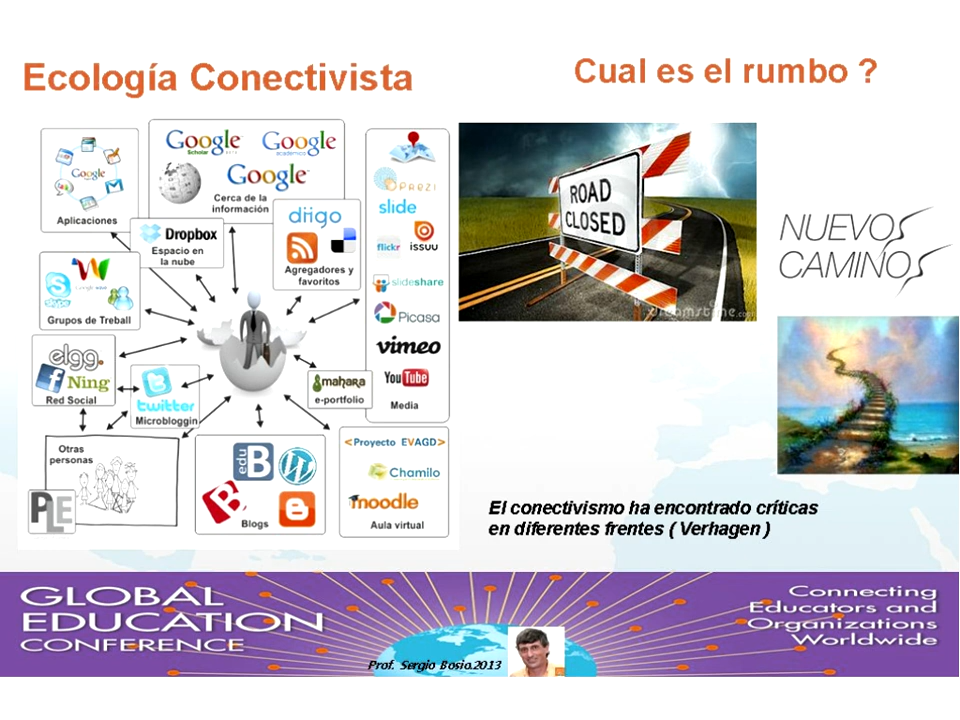 Ecología Conectivista
Cual es el rumbo ?
Google
Aplicaciones
Google
Scholar
Google
académico
Google
Cerca de la
información
Dropbox
Espacio en
la nube
diigo
Agregadores y
favoritos
PREZI
slide
flickr
issuu
slideshare
Picasa
vimeo
YouTube
Media
skype
Grupos de Treball
elgg.
Ning
Red Social
twitter
Microbloggin
mahara
e-portfolio
Otras
personas
PLE
edu
B
Blogs
<Proyecto EVAGD>
Chamilo
moodle
Aula virtual
ROAD
CLOSED
dreamstime.com
NUEVOS
CAMINOS
El conectivismo ha encontrado críticas
en diferentes frentes ( Verhagen )
GLOBAL
EDUCATION
CONFERENCE
Connecting
Educators and
Organizations
Worldwide
Prof. Sergio Bosio.2013